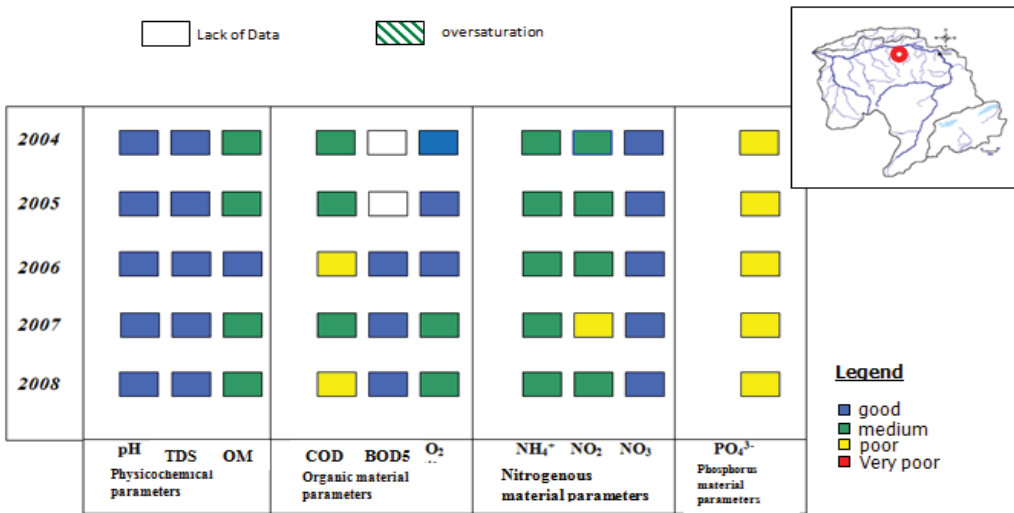 Lack of Data
oversaturation
2004
2005
2006
2007
2008
pH TDS OM
Physicochemical
parameters
COD BOD5 O₂
Organic material
parameters
NH₄⁺ NO₂ NO₃
Nitrogenous
material parameters
PO₄³⁻
Phosphorus
material
parameters
Legend
good
medium
poor
Very poor